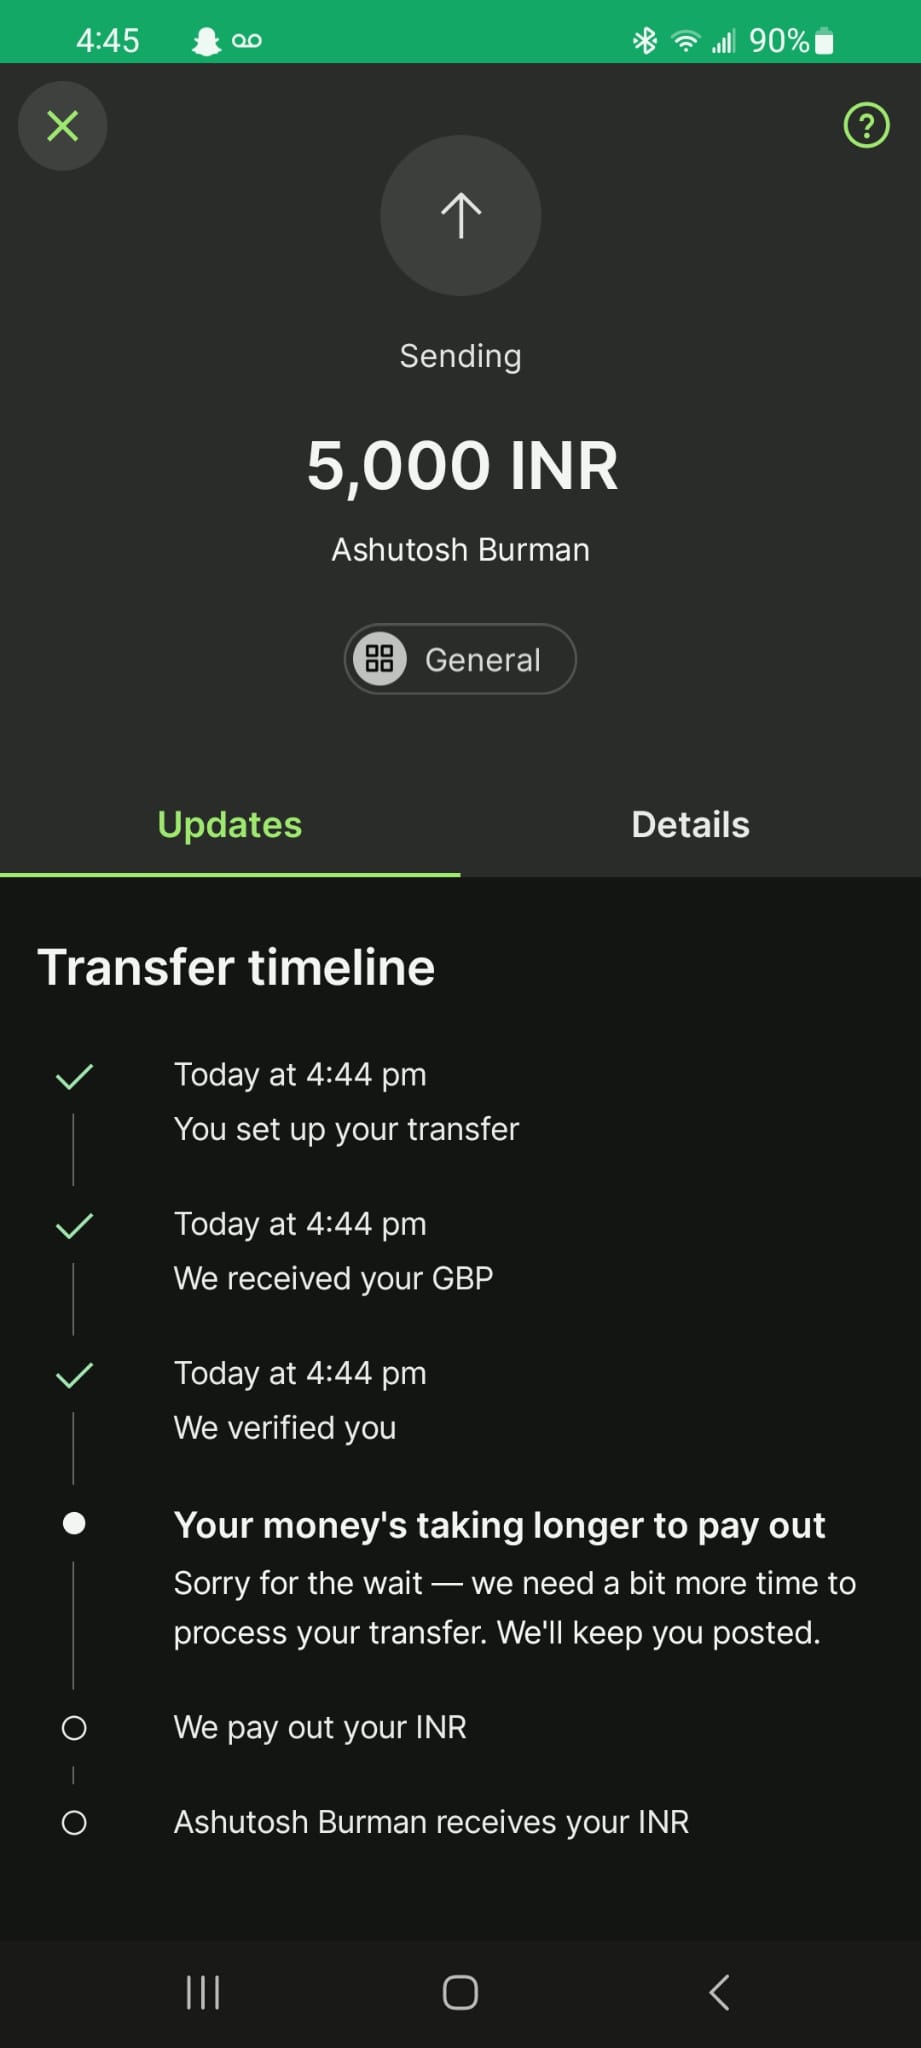 4:45
90%
?
Sending
5,000 INR
Ashutosh Burman
General
Updates
Details
Transfer timeline
Today at 4:44 pm
You set up your transfer
Today at 4:44 pm
We received your GBP
Today at 4:44 pm
We verified you
Your money's taking longer to pay out
Sorry for the wait — we need a bit more time to
process your transfer. We'll keep you posted.
We pay out your INR
Ashutosh Burman receives your INR